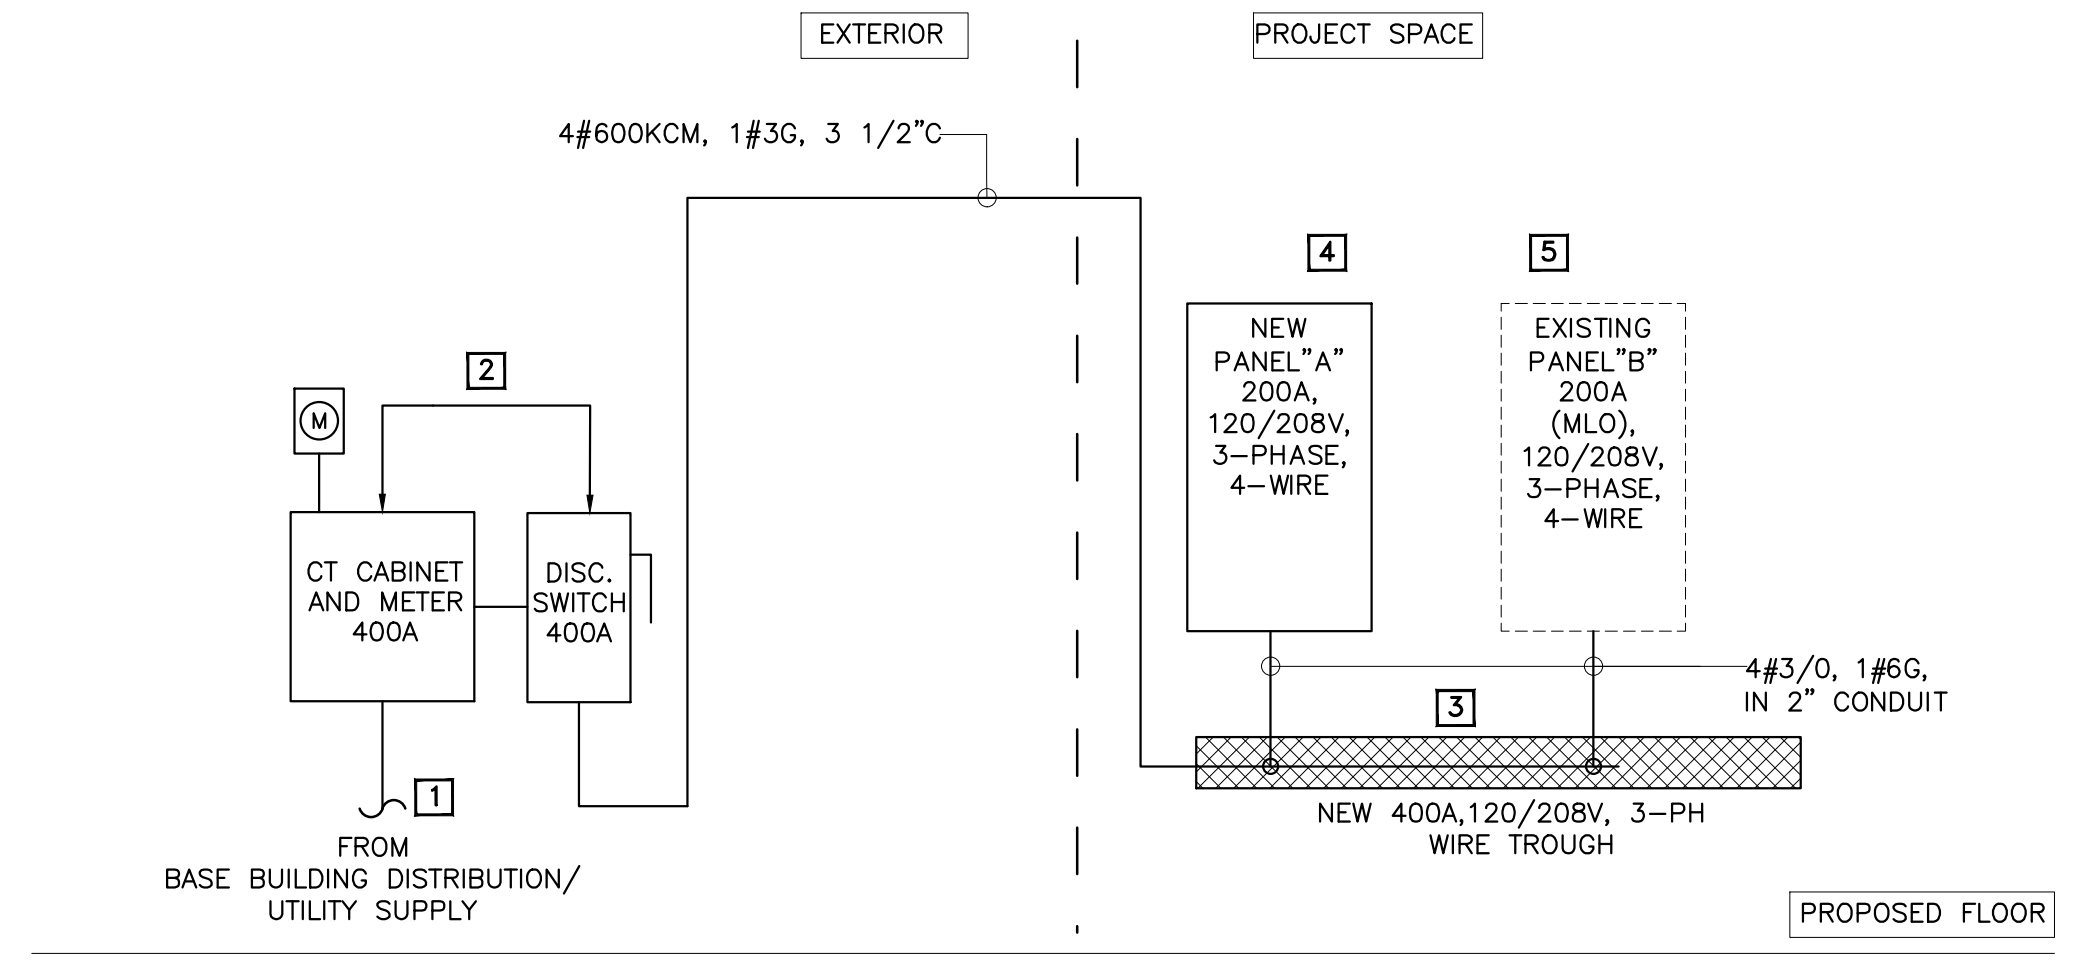 EXTERIOR
PROJECT SPACE
4#600KCM, 1#3G, 3 1/2"C
4
5
NEW
PANEL"A"
200A,
120/208V,
3-PHASE,
4-WIRE
EXISTING
PANEL"B"
200A
(MLO),
120/208V,
3-PHASE,
4-WIRE
2
M
CT CABINET
AND METER
400A
DISC.
SWITCH
400A
4#3/0, 1#6G,
IN 2" CONDUIT
3
1
NEW 400A,120/208V, 3-PH
WIRE TROUGH
FROM
BASE BUILDING DISTRIBUTION/
UTILITY SUPPLY
PROPOSED FLOOR